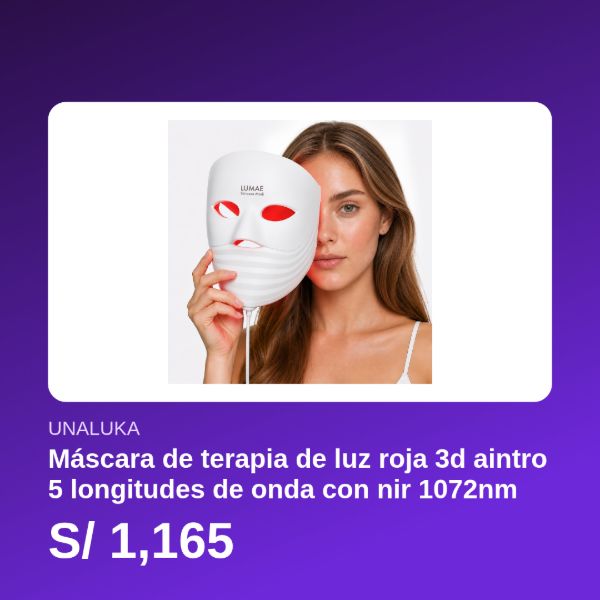 LUMAE
UNALUKA
Máscara de terapia de luz roja 3d aintro
5 longitudes de onda con nir 1072nm
S/ 1,165